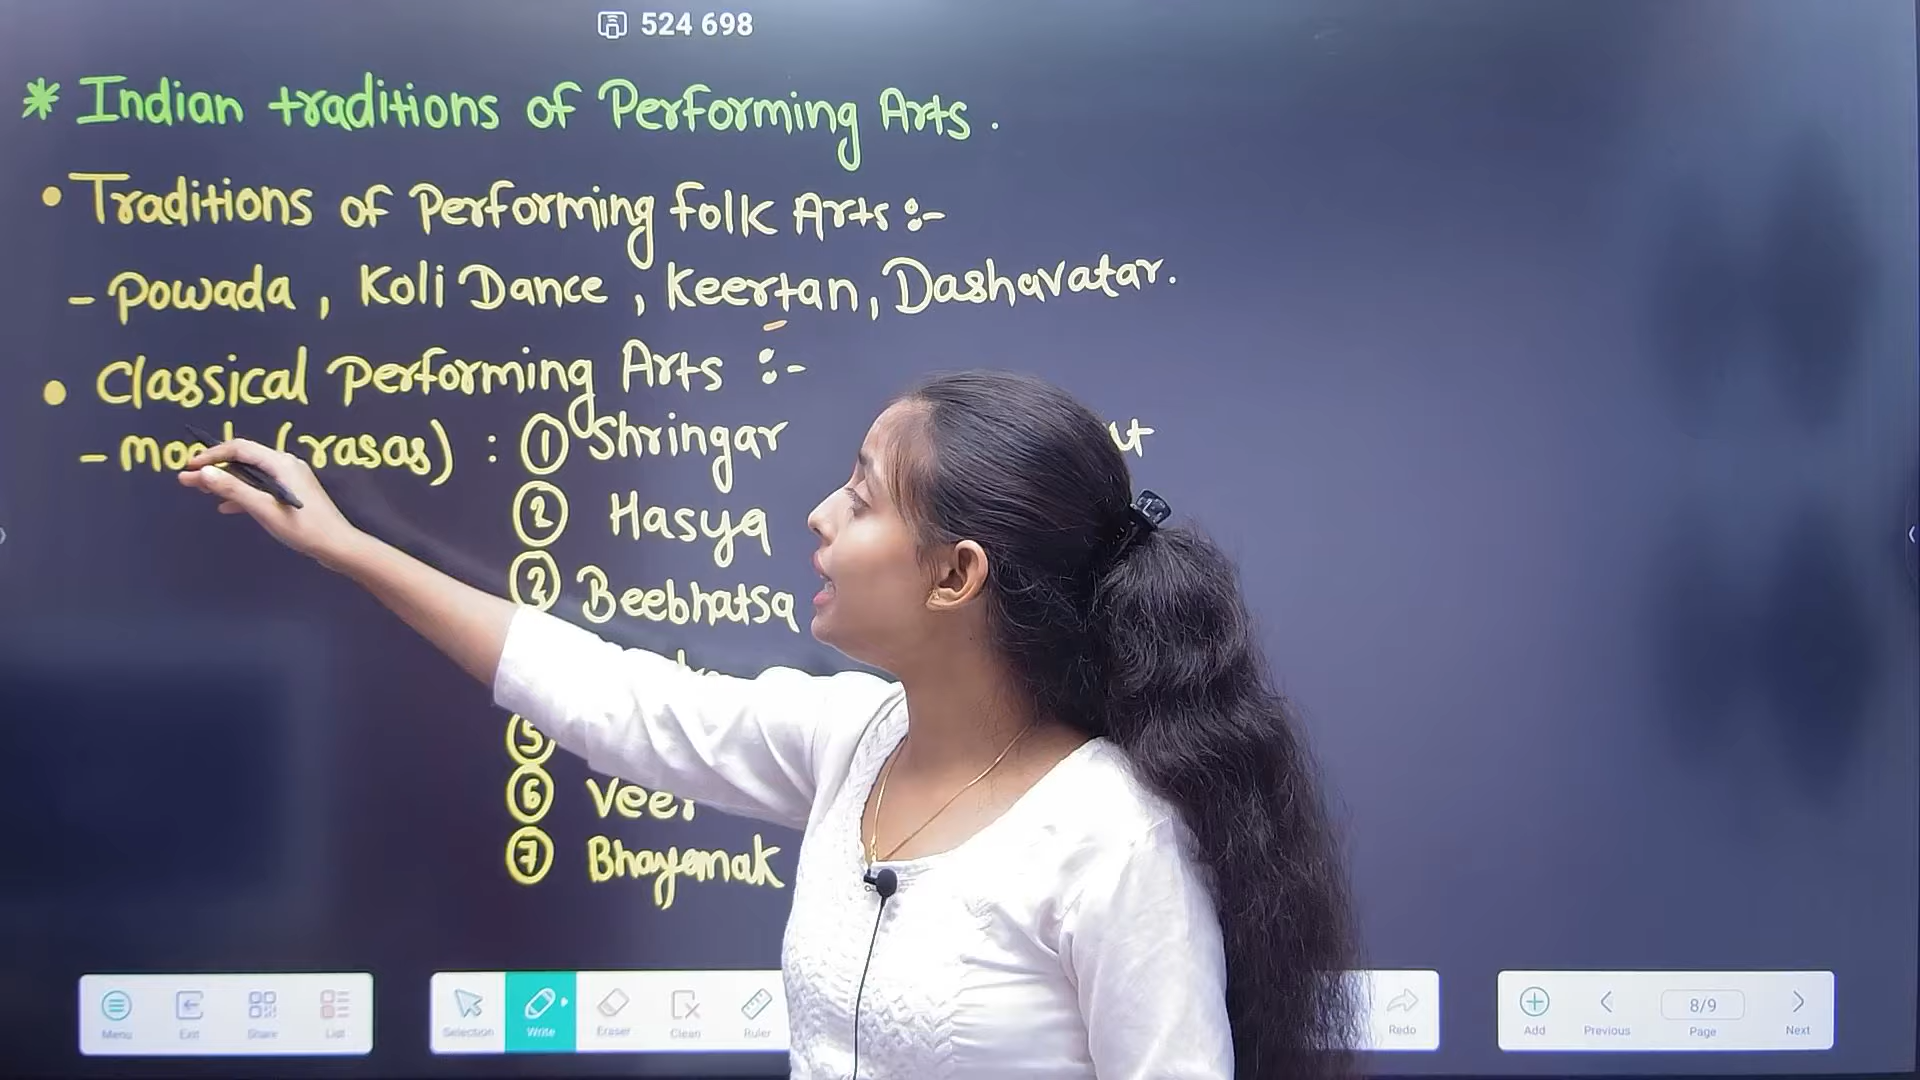 524 698
* Indian traditions of Performing Arts.
• Traditions of Performing folk Arts :-
- Powada, Koli Dance, Keertan, Dashavatar.
• Classical Performing Arts :-
- (rasas) : ① Shringar
② Hasya
Beebhatsa
⑤
⑥ Veer
⑦ Bhayamak
Menu Exit Share List Selection Write Eraser Clean Ruler Redo Add Previous 8/9 Page Next